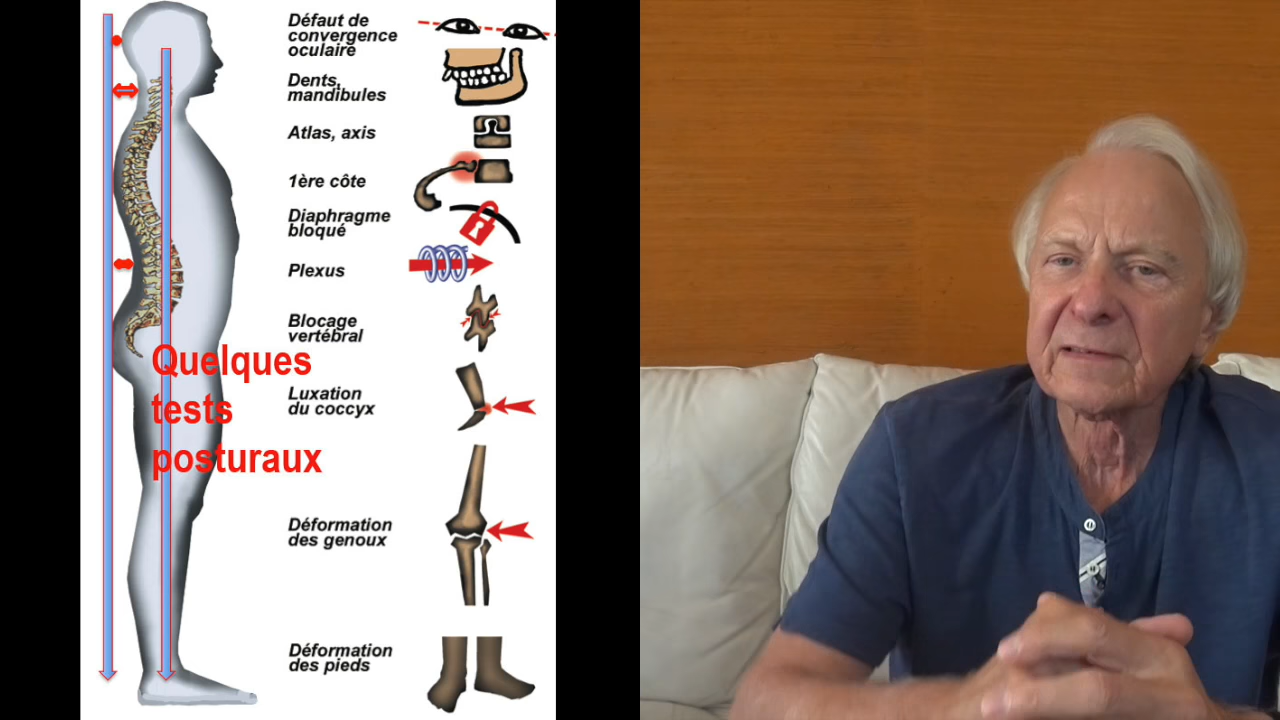 Défaut de
convergence
oculaire
Dents,
mandibules
Atlas, axis
1ère côte
Diaphragme
bloqué
Plexus
Blocage
vertébral
Quelques
tests
posturaux
Luxation
du coccyx
Déformation
des genoux
Déformation
des pieds